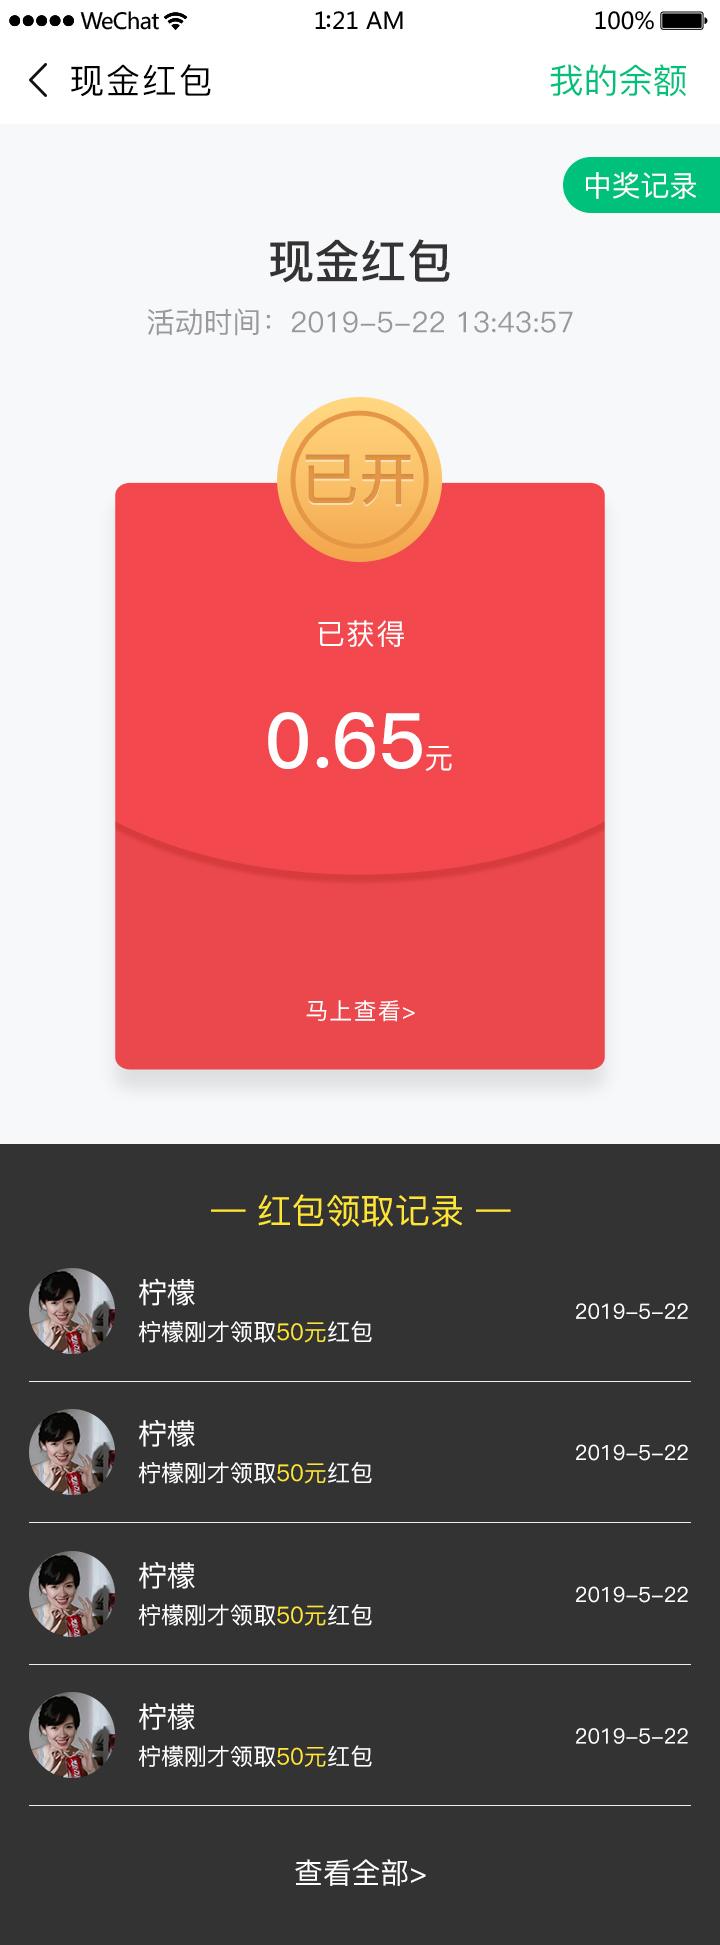 WeChat 1:21 AM 100%
现金红包 我的余额
中奖记录
现金红包
活动时间：2019-5-22 13:43:57
已开
已获得
0.65元
马上查看>
— 红包领取记录 —
柠檬
柠檬刚才领取50元红包 2019-5-22
柠檬
柠檬刚才领取50元红包 2019-5-22
柠檬
柠檬刚才领取50元红包 2019-5-22
柠檬
柠檬刚才领取50元红包 2019-5-22
查看全部>